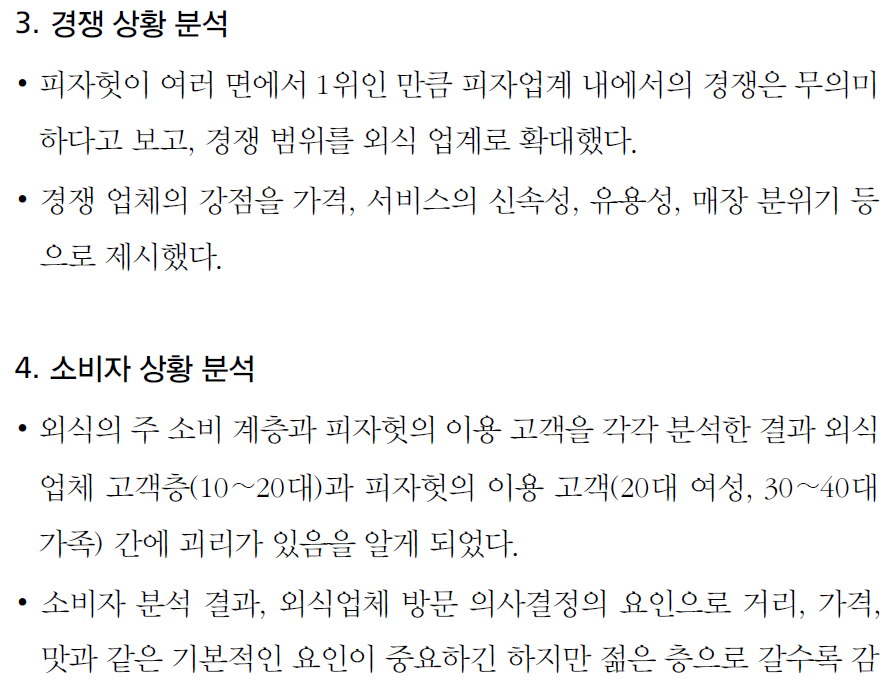 3. 경쟁 상황 분석
• 피자헛이 여러 면에서 1위인 만큼 피자업계 내에서의 경쟁은 무의미
하다고 보고, 경쟁 범위를 외식 업계로 확대했다.
• 경쟁 업체의 강점을 가격, 서비스의 신속성, 유용성, 매장 분위기 등
으로 제시했다.
4. 소비자 상황 분석
• 외식의 주 소비 계층과 피자헛의 이용 고객을 각각 분석한 결과 외식
업체 고객층(10~20대)과 피자헛의 이용 고객(20대 여성, 30~40대
가족) 간에 괴리가 있음을 알게 되었다.
• 소비자 분석 결과, 외식업체 방문 의사결정의 요인으로 거리, 가격,
맛과 같은 기본적인 요인이 중요하긴 하지만 젊은 층으로 갈수록 감